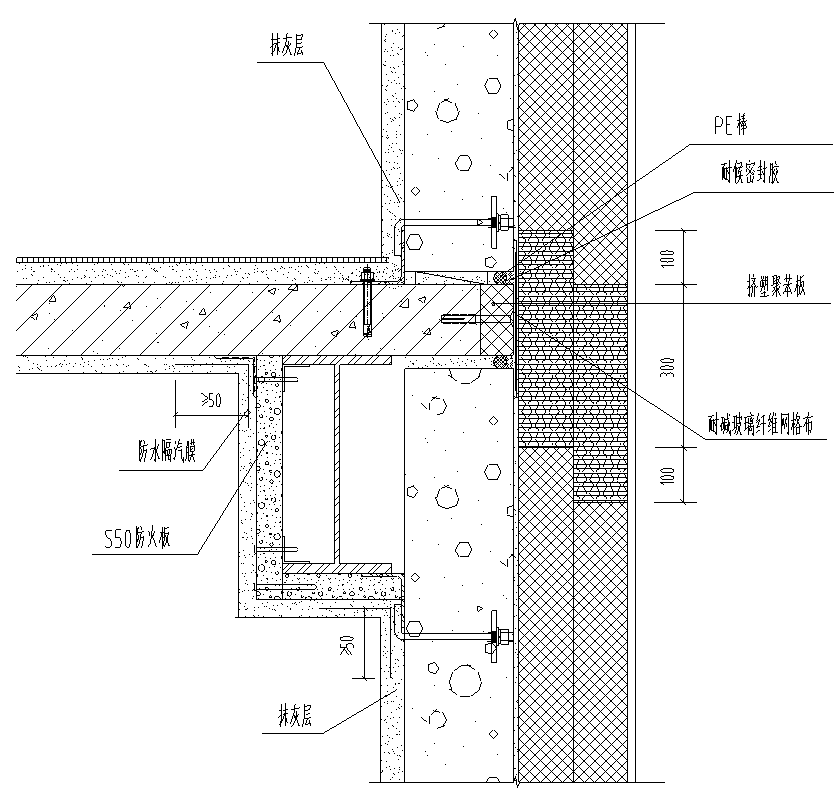 抹灰层
PE棒
耐候密封胶
100
挤塑聚苯板
300
≥50
耐碱玻璃纤维网格布
防水隔汽膜
100
S50防火板
≥50
抹灰层